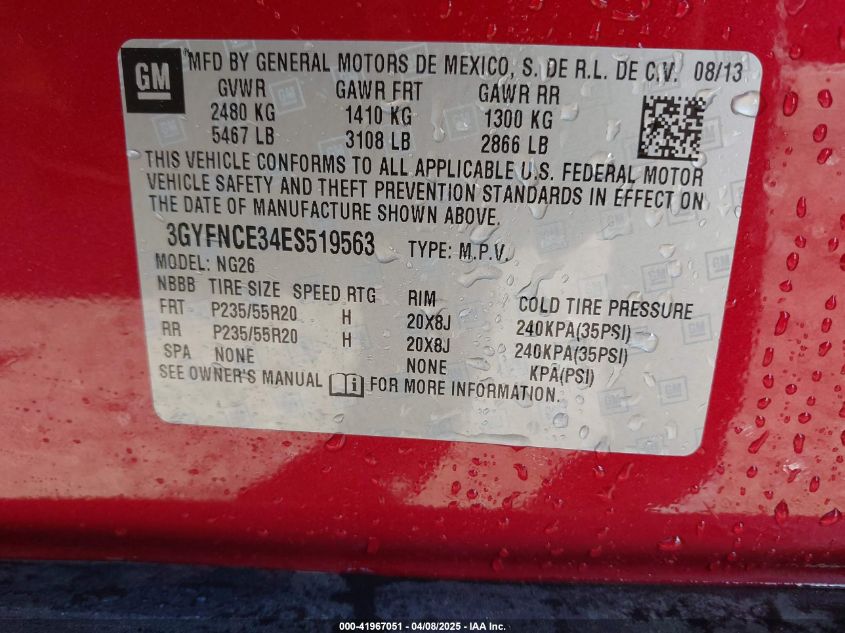 GM MFD BY GENERAL MOTORS DE MEXICO, S. DE R.L. DE C.V. 08/13
GVWR GAWR FRT GAWR RR
2480 KG 1410 KG 1300 KG
5467 LB 3108 LB 2866 LB
THIS VEHICLE CONFORMS TO ALL APPLICABLE U.S. FEDERAL MOTOR
VEHICLE SAFETY AND THEFT PREVENTION STANDARDS IN EFFECT ON
THE DATE OF MANUFACTURE SHOWN ABOVE.
3GYFNCE34ES519563 TYPE: M.P.V.
MODEL: NG26
NBBB TIRE SIZE SPEED RTG RIM COLD TIRE PRESSURE
FRT P235/55R20 H 20X8J 240KPA(35PSI)
RR P235/55R20 H 20X8J 240KPA(35PSI)
SPA NONE NONE KPA(PSI)
SEE OWNER'S MANUAL FOR MORE INFORMATION.
000-41967051 - 04/08/2025 - IAA Inc.